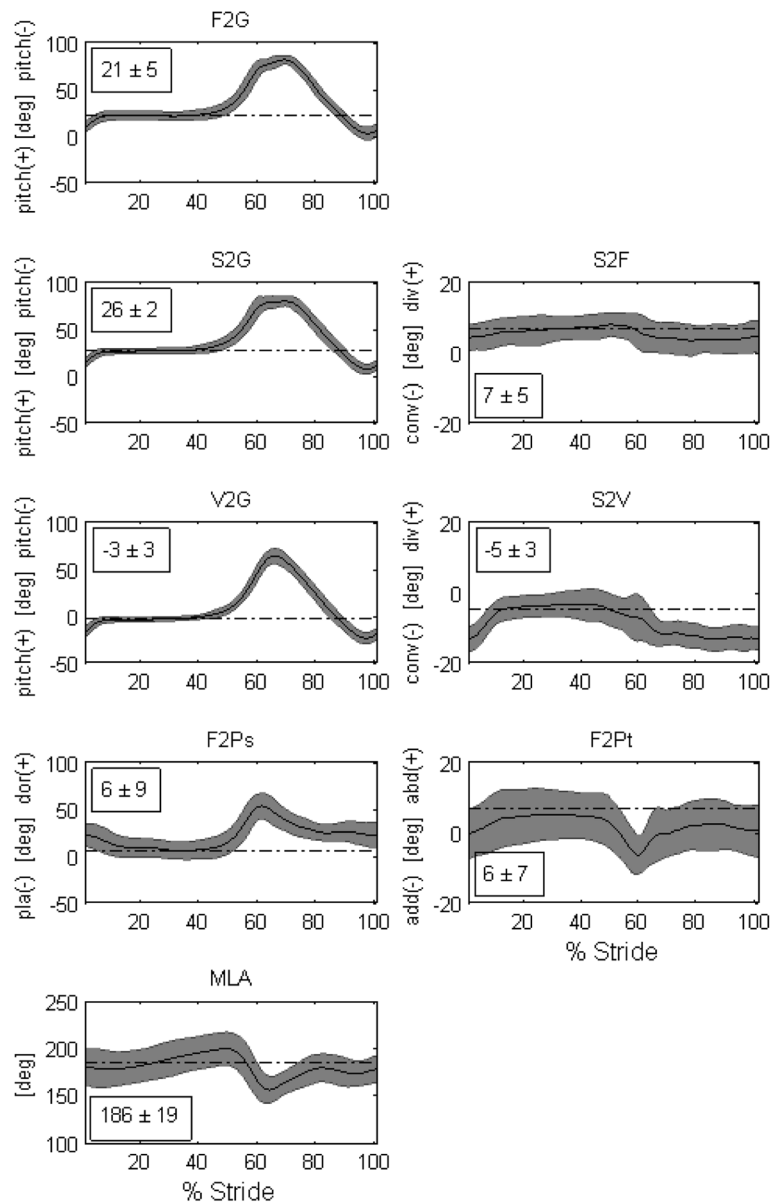 F2G
pitch(+) [deg] pitch(-)
100
50
0
-50
21 ± 5
20 40 60 80 100
S2G
pitch(+) [deg] pitch(-)
100
50
0
-50
26 ± 2
20 40 60 80 100
S2F
conv(-) [deg] div(+)
20
0
-20
7 ± 5
20 40 60 80 100
V2G
pitch(+) [deg] pitch(-)
100
50
0
-50
-3 ± 3
20 40 60 80 100
S2V
conv(-) [deg] div(+)
20
0
-20
-5 ± 3
20 40 60 80 100
F2Ps
pla(-) [deg] dor(+)
100
50
0
-50
6 ± 9
20 40 60 80 100
F2Pt
add(-) [deg] abd(+)
20
0
-20
6 ± 7
20 40 60 80 100
% Stride
MLA
[deg]
250
200
150
100
186 ± 19
20 40 60 80 100
% Stride